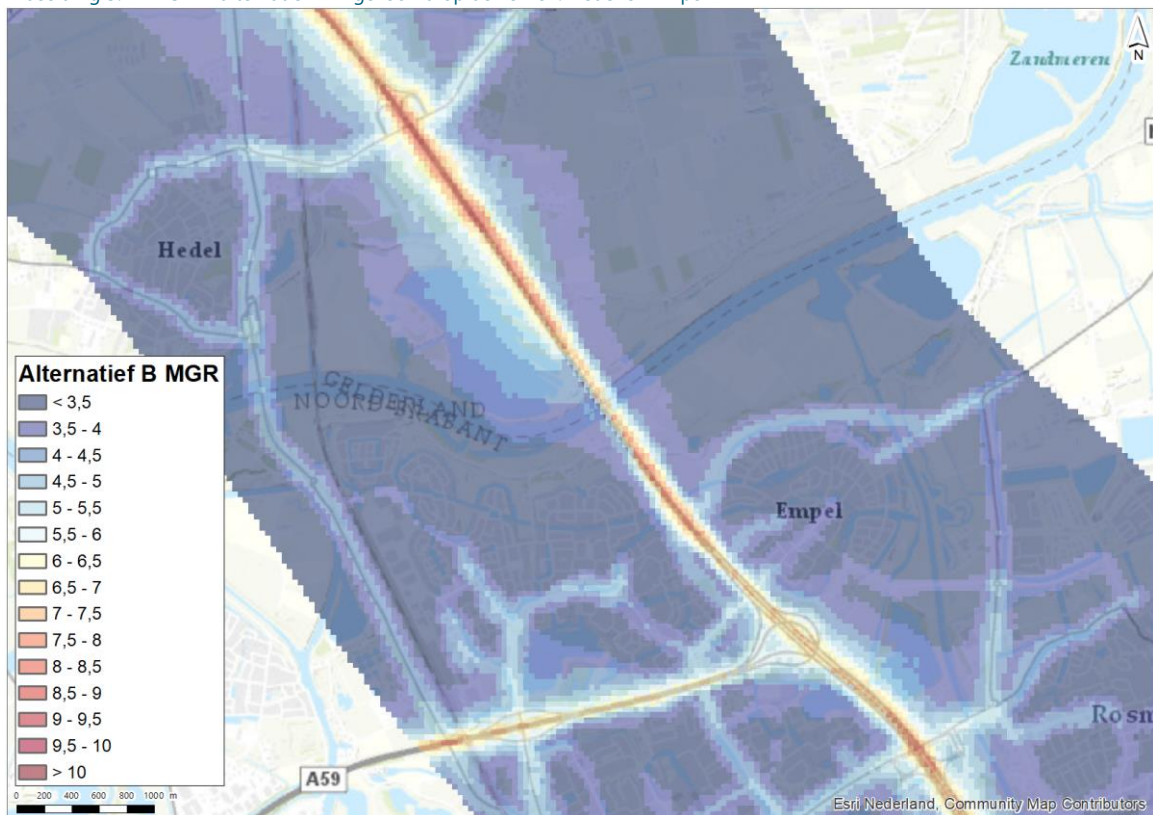 Zandmeren
N
Hedel
GELDERLAND
NOORD-BRABANT
Empel
Rosm
Alternatief B MGR
< 3,5
3,5 - 4
4 - 4,5
4,5 - 5
5 - 5,5
5,5 - 6
6 - 6,5
6,5 - 7
7 - 7,5
7,5 - 8
8 - 8,5
8,5 - 9
9 - 9,5
9,5 - 10
> 10
0 200 400 600 800 1000 m
A59
Esri Nederland, Community Map Contributors